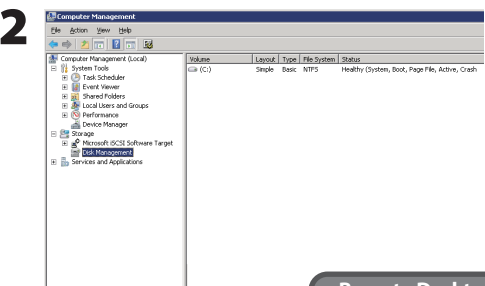 2
Computer Management
File Action View Help
Computer Management (Local)
System Tools
Task Scheduler
Event Viewer
Shared Folders
Local Users and Groups
Performance
Device Manager
Storage
Microsoft iSCSI Software Target
Disk Management
Services and Applications
Volume Layout Type File System Status
(C:) Simple Basic NTFS Healthy (System, Boot, Page File, Active, Crash